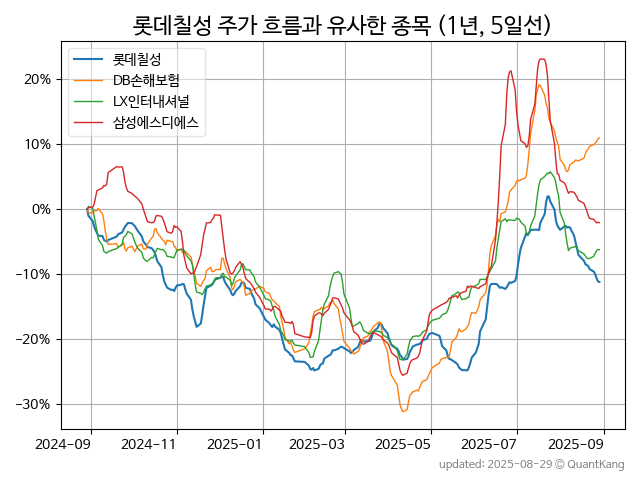 롯데칠성 주가 흐름과 유사한 종목 (1년, 5일선)
롯데칠성
DB손해보험
LX인터내셔널
삼성에스디에스
20%
10%
0%
−10%
−20%
−30%
2024-09 2024-11 2025-01 2025-03 2025-05 2025-07 2025-09
updated: 2025-08-29 © QuantKang